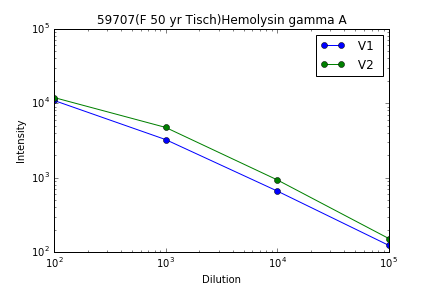 59707(F 50 yr Tisch)Hemolysin gamma A
10^5
10^4
10^3
10^2
Intensity
V1
V2
10^2 10^3 10^4 10^5
Dilution